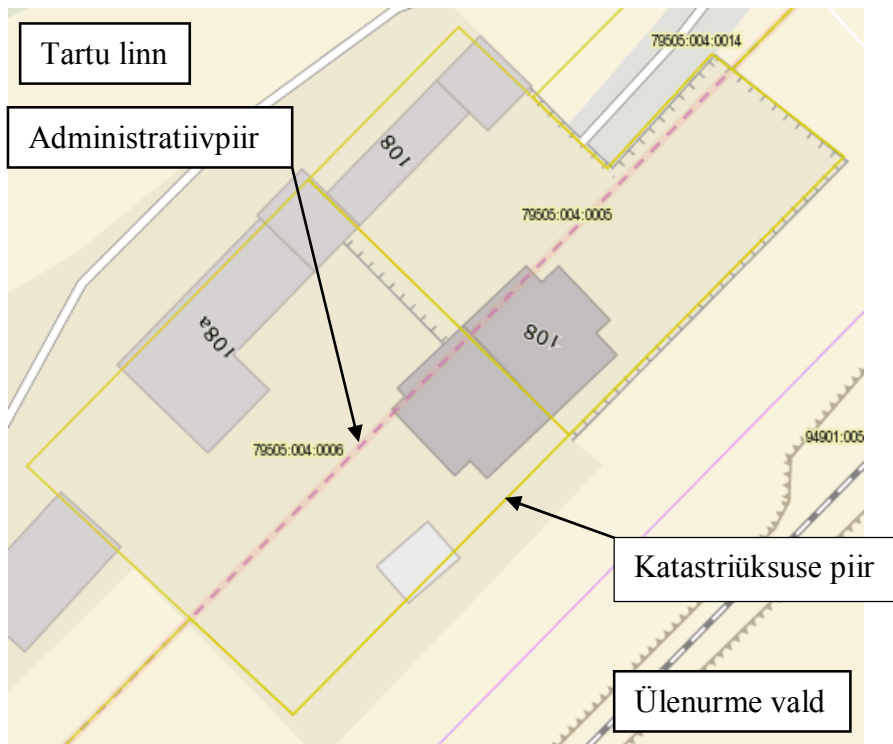 Tartu linn
79505:004:0014
Administratiivpiir
108
79505:004:0005
108a
108
79505:004:0006
94901:005
Katastriüksuse piir
Ülenurme vald